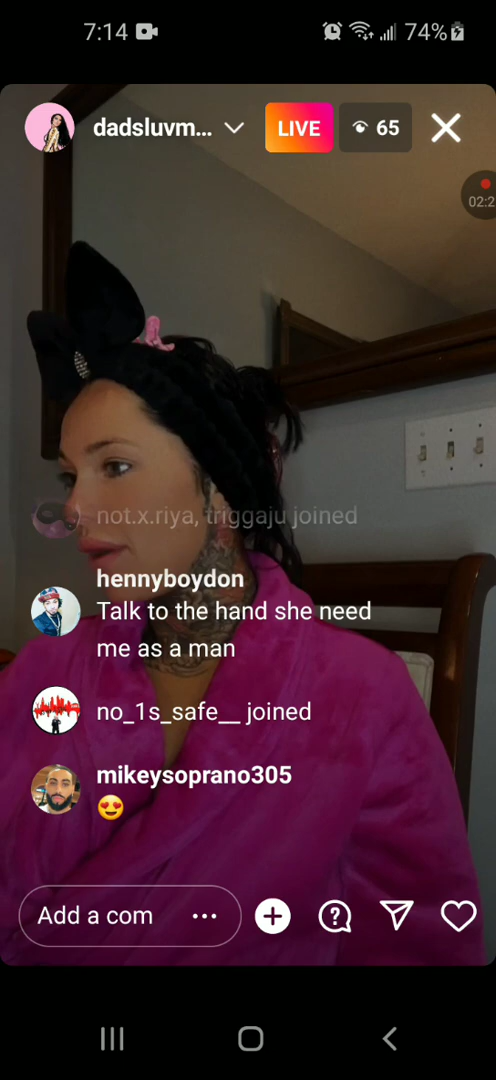 7:14
74%
dadsluvm...
LIVE
65
02:2
not.x.riya, triggaju joined
hennyboydon
Talk to the hand she need
me as a man
no_1s_safe__ joined
mikeysoprano305
😍
Add a com